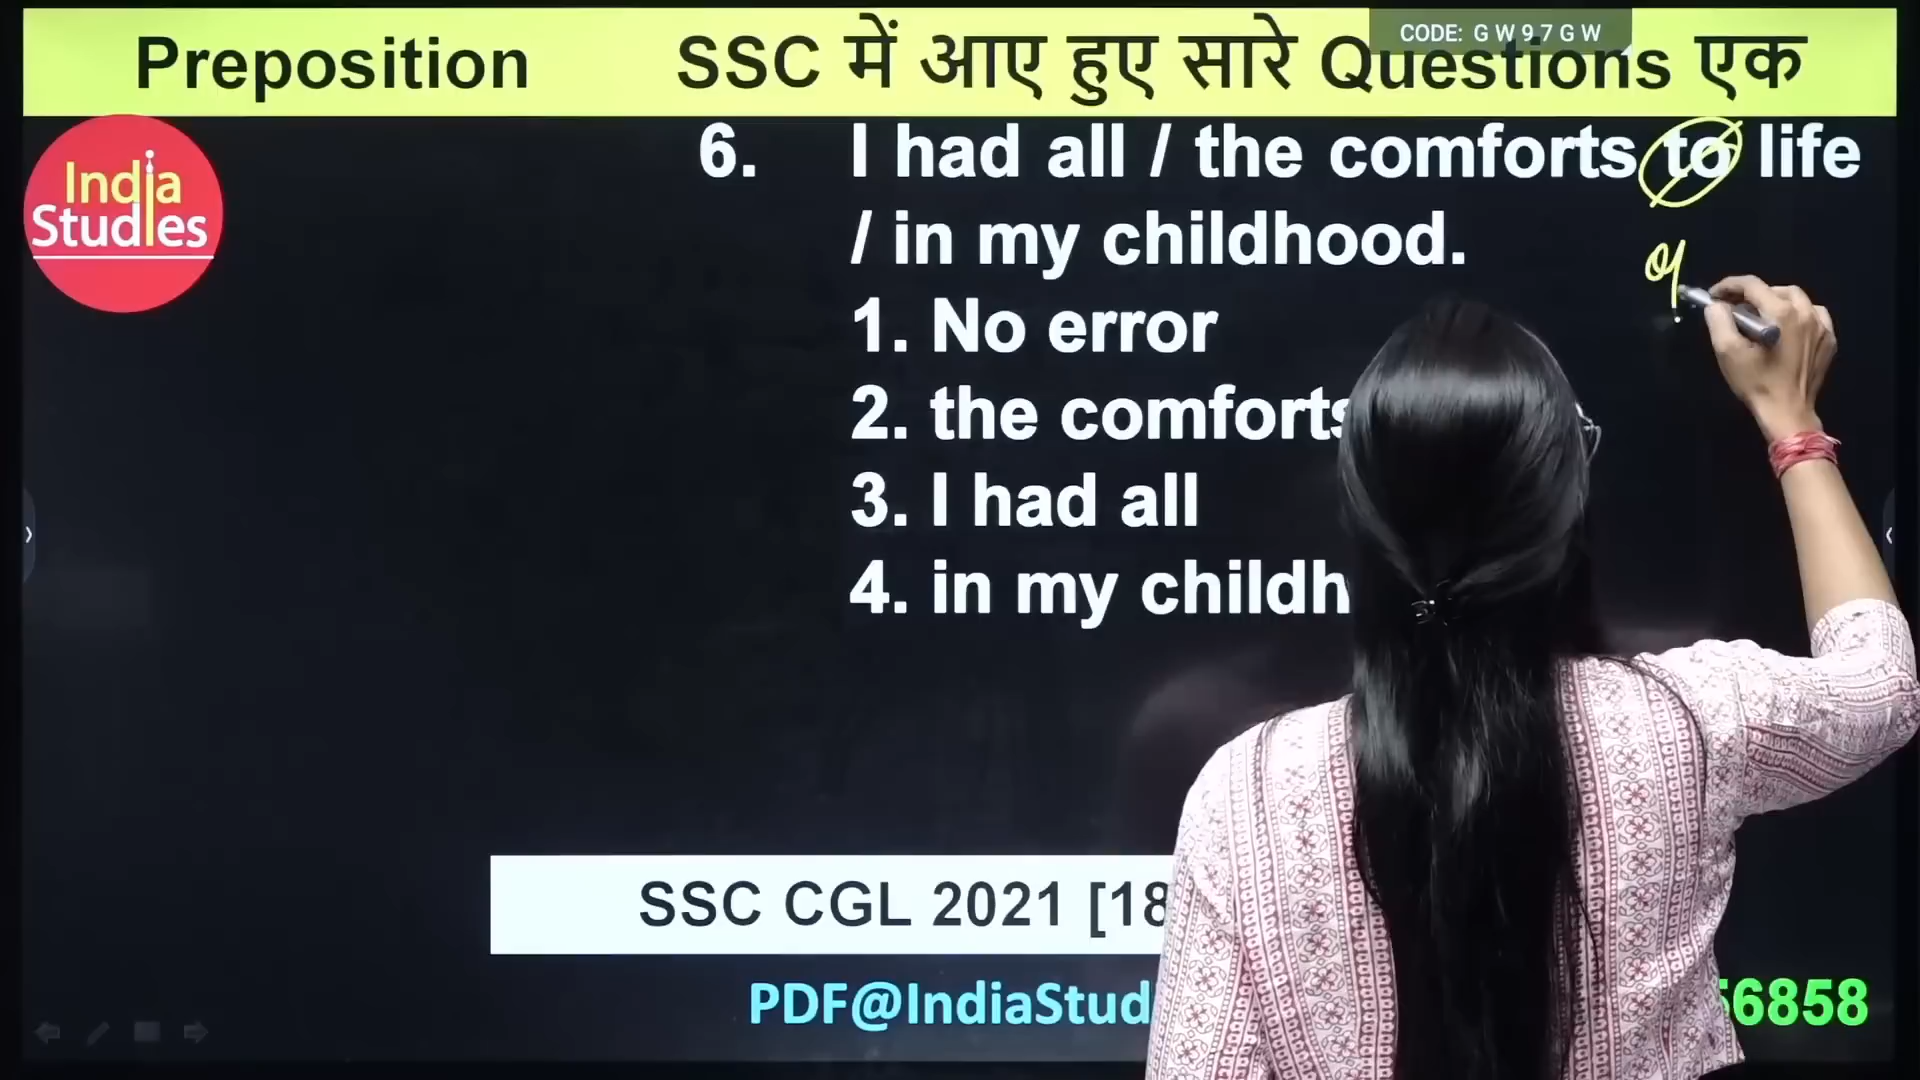 CODE: G W 9 7 G W
Preposition SSC में आए हुए सारे Questions एक
India
Studies
6. I had all / the comforts to life
/ in my childhood.
of
1. No error
2. the comforts
3. I had all
4. in my childh
SSC CGL 2021 [18
PDF@IndiaStud
56858